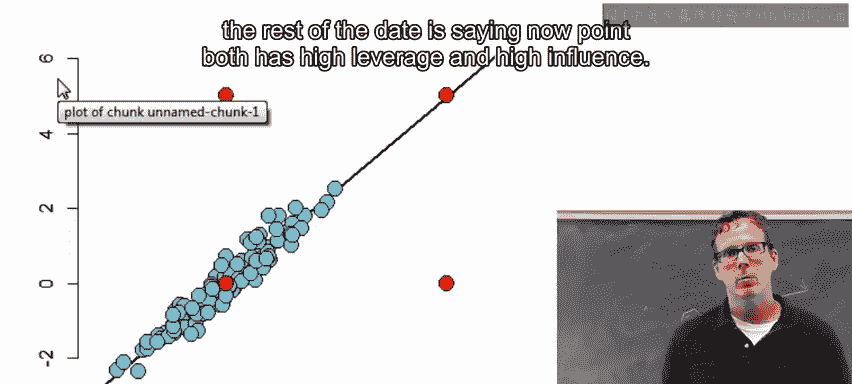 the rest of the date is saying now point
both has high leverage and high influence.
6
plot of chunk unnamed-chunk-1
4
2
0
-2